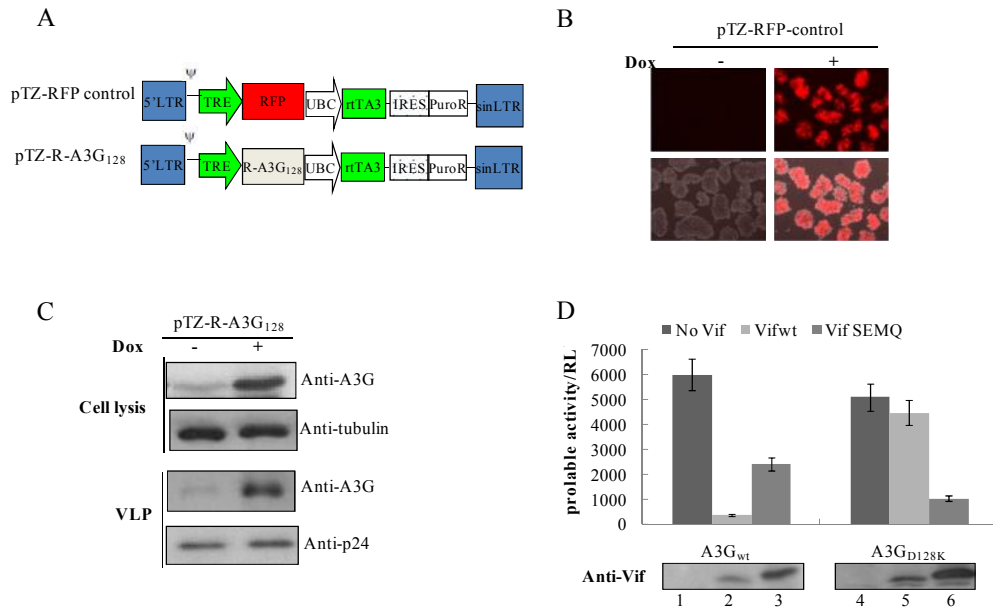 A
pTZ-RFP control
5'LTR
Ψ
TRE
RFP
UBC
rtTA3
IRES
PuroR
sinLTR
pTZ-R-A3G128
5'LTR
Ψ
TRE
R-A3G128
UBC
rtTA3
IRES
PuroR
sinLTR
B
pTZ-RFP-control
Dox - +
C
pTZ-R-A3G128
Dox - +
Cell lysis
Anti-A3G
Anti-tubulin
VLP
Anti-A3G
Anti-p24
D
No Vif Vifwt Vif SEMQ
prolable activity/RL
7000
6000
5000
4000
3000
2000
1000
0
A3Gwt A3GD128K
Anti-Vif
1 2 3 4 5 6